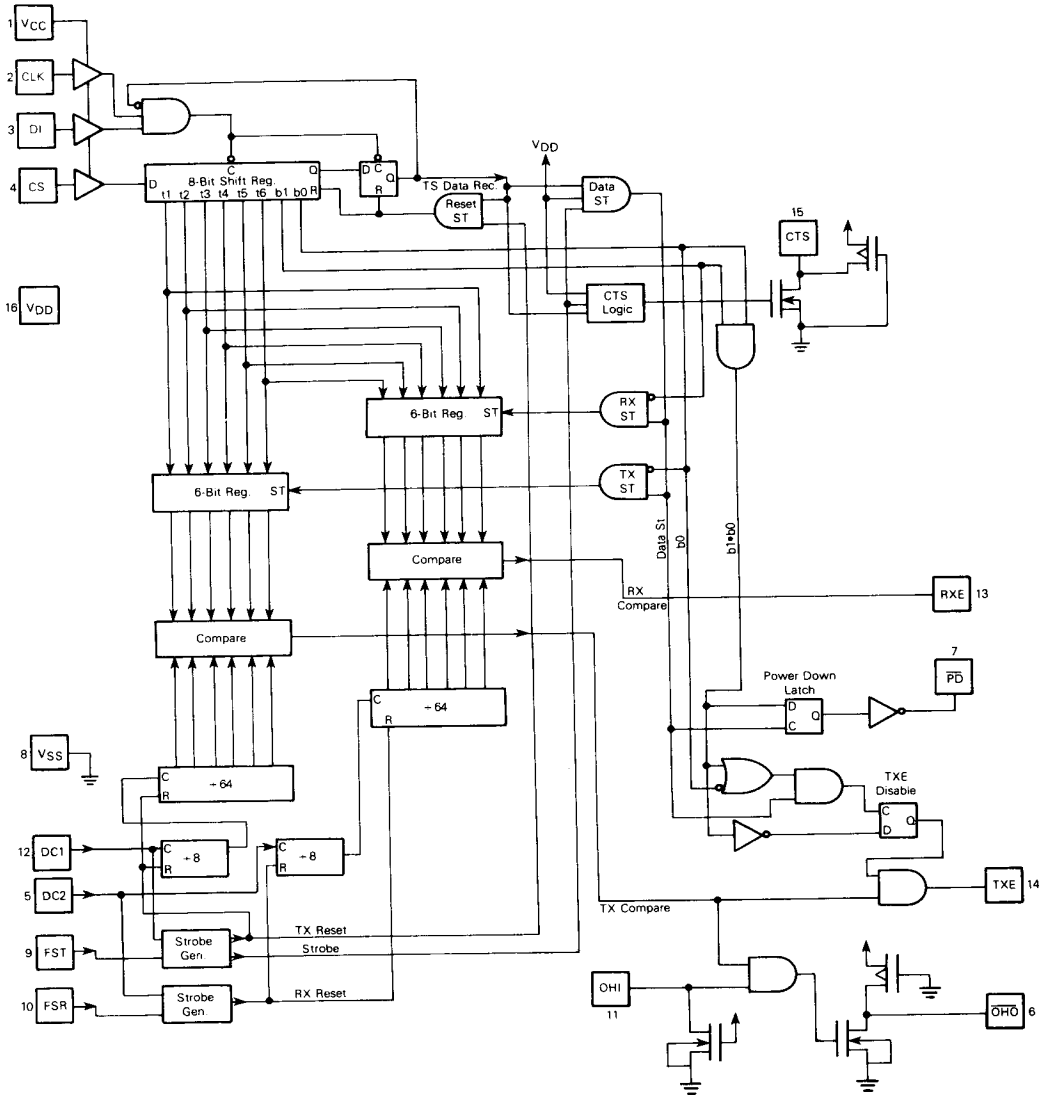 1 VCC
2 CLK
3 DI
4 CS
C
D 8-Bit Shift Reg. Q
t1 t2 t3 t4 t5 t6 b1 b0 R
D C Q
R
TS Data Rec.
Reset
ST
VDD
Data
ST
15
CTS
CTS
Logic
16 VDD
6-Bit Reg. ST
RX
ST
6-Bit Reg. ST
TX
ST
Data St
b0
b1•b0
Compare
RX
Compare
RXE 13
Compare
7
PD
Power Down
Latch
D
C Q
÷64
C
R
8 VSS
÷64
C
R
TXE
Disable
C
D Q
12 DC1
C
R ÷8
C
R ÷8
5 DC2
TXE 14
TX Compare
9 FST
Strobe
Gen.
TX Reset
Strobe
10 FSR
Strobe
Gen.
RX Reset
OHI
11
OHO 6